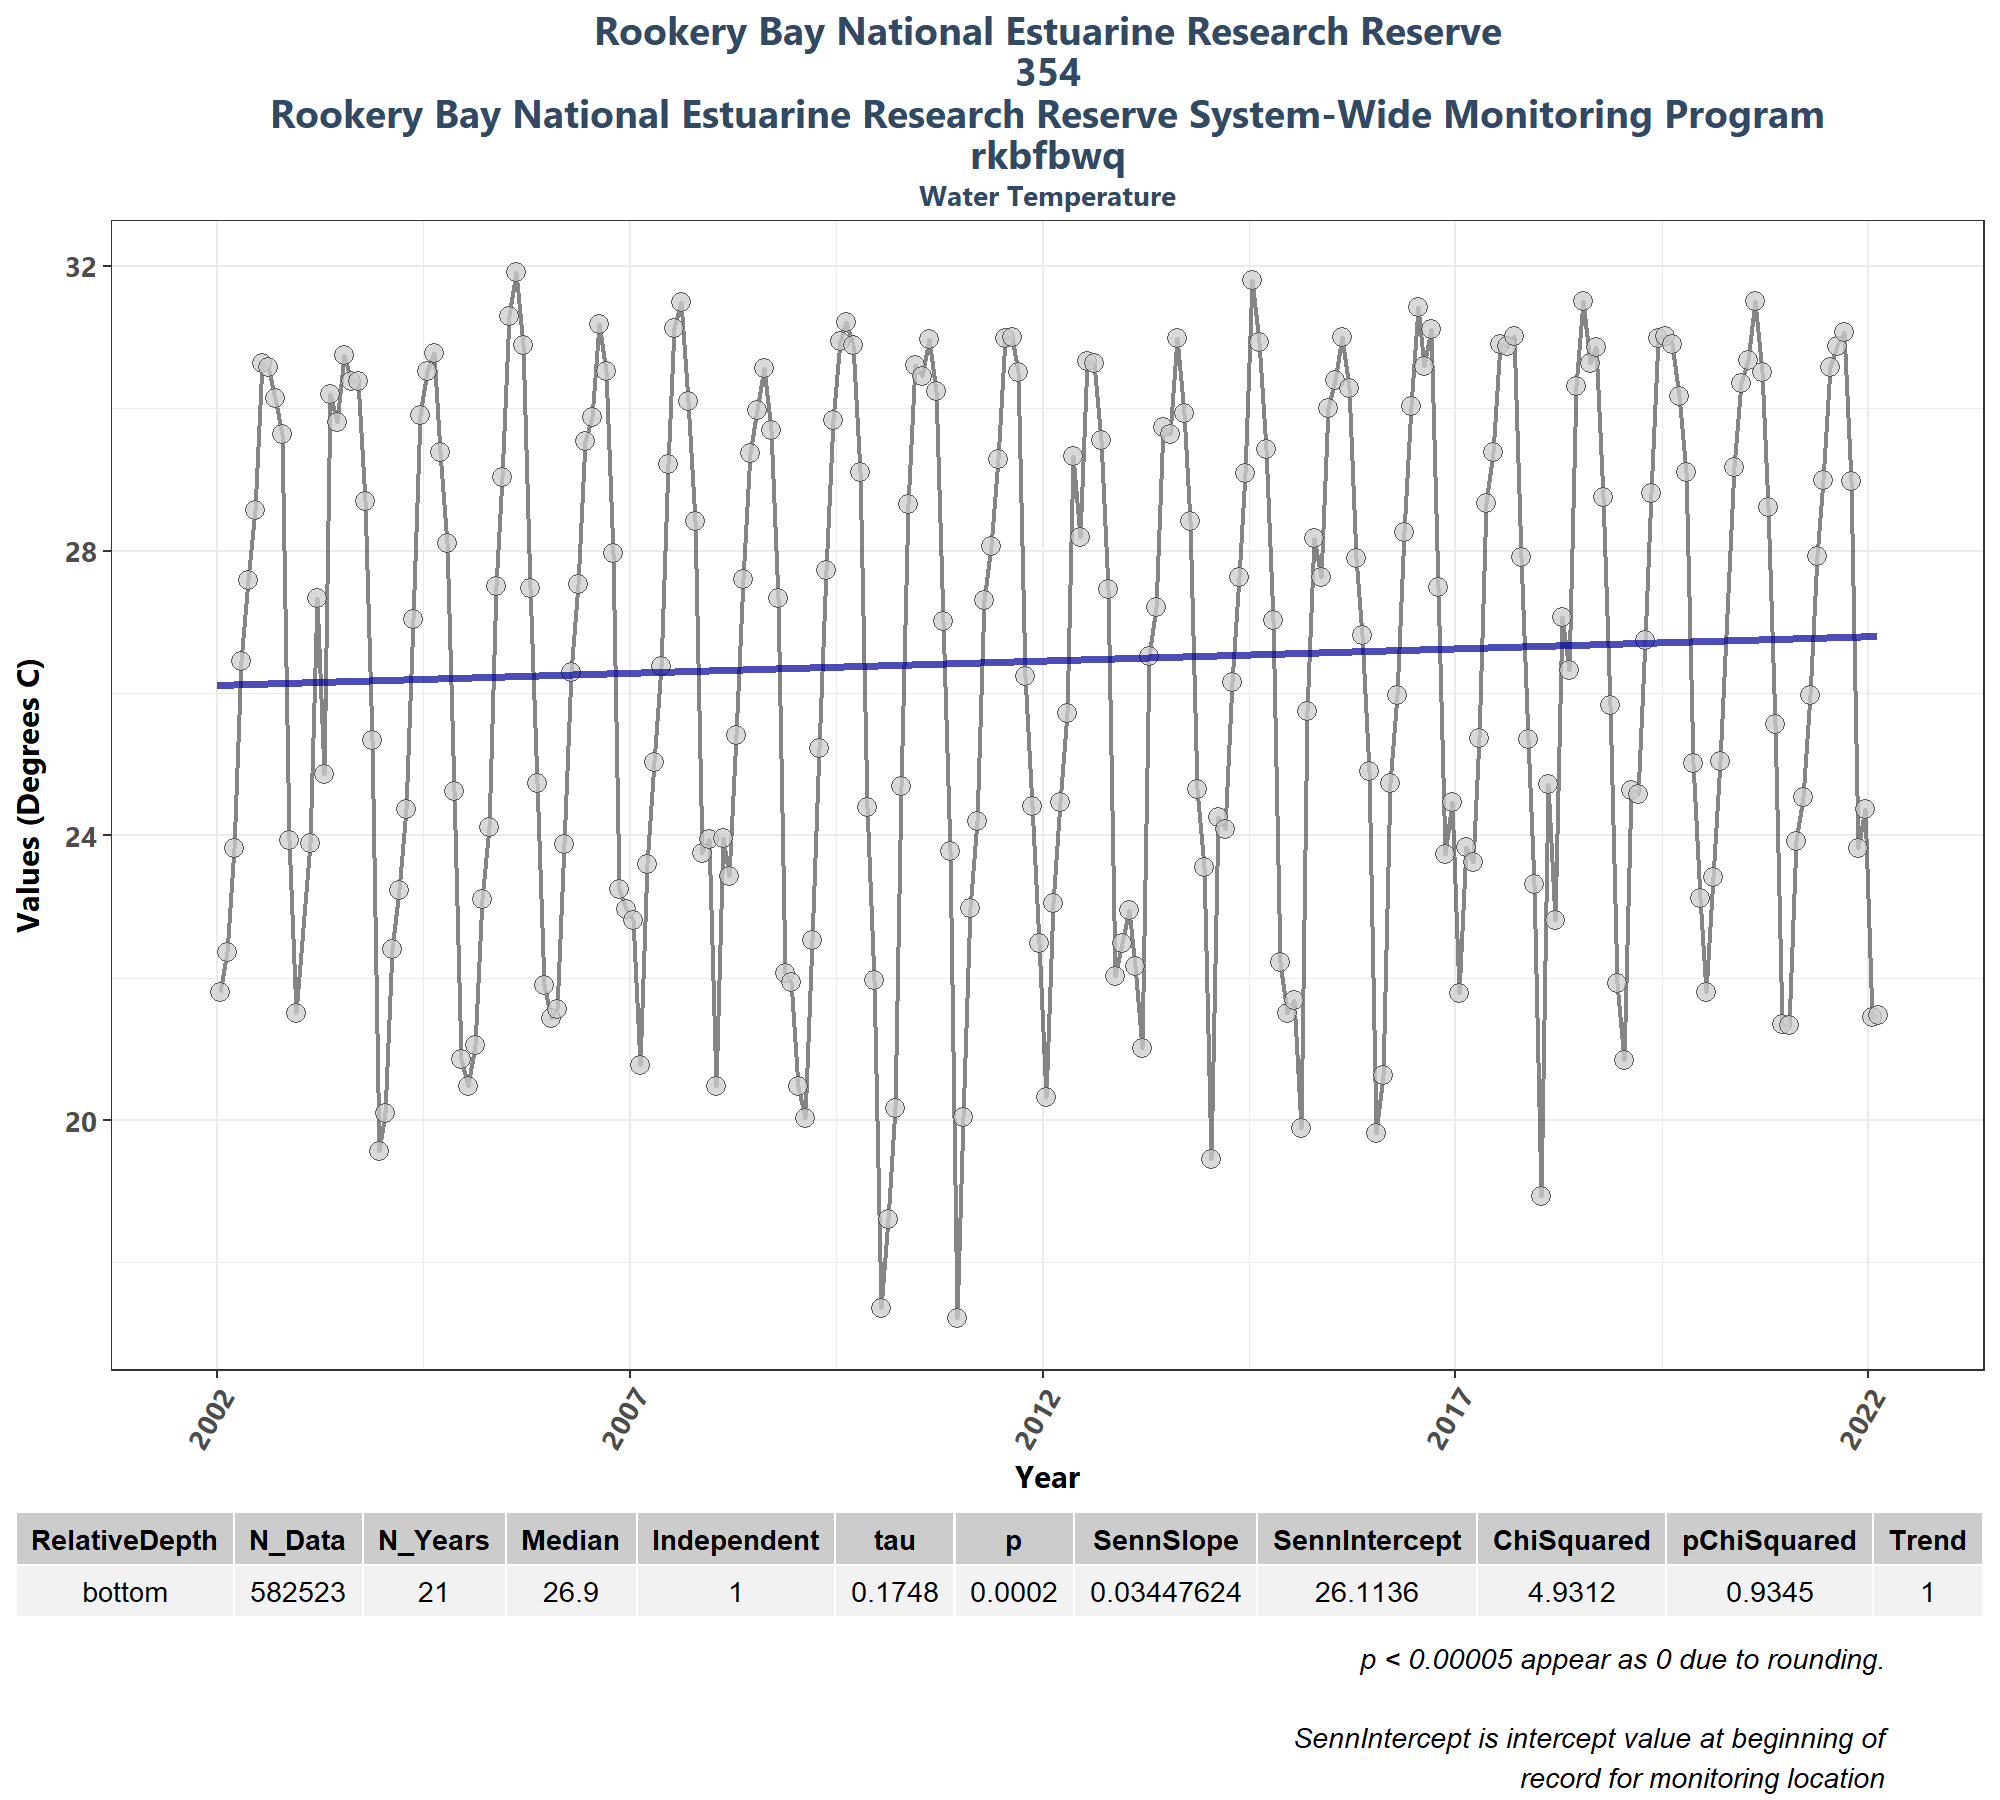 Rookery Bay National Estuarine Research Reserve
354
Rookery Bay National Estuarine Research Reserve System-Wide Monitoring Program
rkbfbwq
Water Temperature
32
28
24
20
Values (Degrees C)
2002 2007 2012 2017 2022
Year
RelativeDepth N_Data N_Years Median Independent tau p SennSlope SennIntercept ChiSquared pChiSquared Trend
bottom 582523 21 26.9 1 0.1748 0.0002 0.03447624 26.1136 4.9312 0.9345 1
p < 0.00005 appear as 0 due to rounding.
SennIntercept is intercept value at beginning of
record for monitoring location